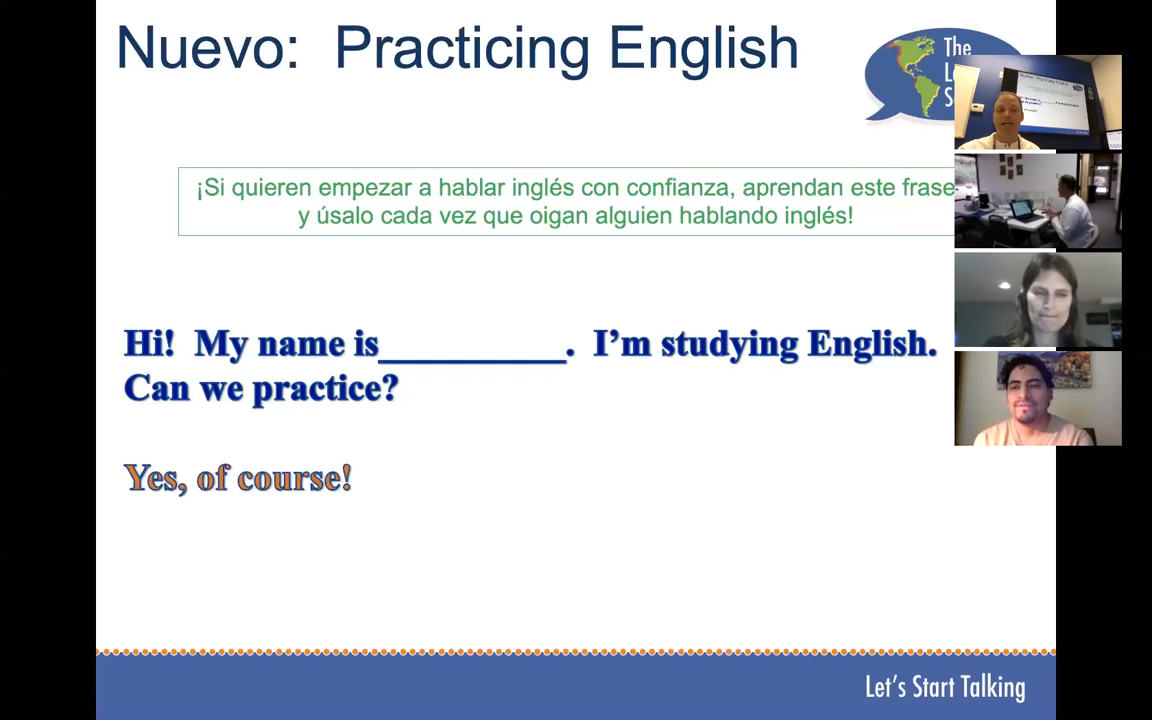 Nuevo: Practicing English
The
¡Si quieren empezar a hablar inglés con confianza, aprendan este frase
y úsalo cada vez que oigan alguien hablando inglés!
Hi! My name is__________. I’m studying English.
Can we practice?
Yes, of course!
Let’s Start Talking